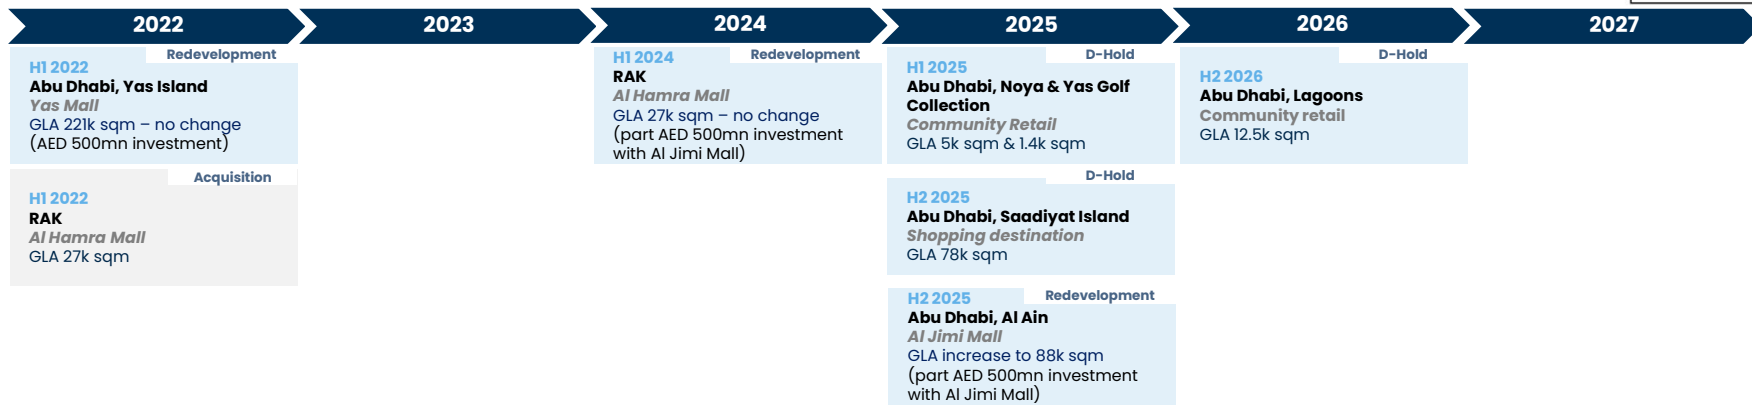 2022
2023
2024
2025
2026
2027
Redevelopment
H1 2022
Abu Dhabi, Yas Island
Yas Mall
GLA 221k sqm – no change
(AED 500mn investment)
Acquisition
H1 2022
RAK
Al Hamra Mall
GLA 27k sqm
Redevelopment
H1 2024
RAK
Al Hamra Mall
GLA 27k sqm – no change
(part AED 500mn investment
with Al Jimi Mall)
D-Hold
H1 2025
Abu Dhabi, Noya & Yas Golf
Collection
Community Retail
GLA 5k sqm & 1.4k sqm
D-Hold
H2 2025
Abu Dhabi, Saadiyat Island
Shopping destination
GLA 78k sqm
Redevelopment
H2 2025
Abu Dhabi, Al Ain
Al Jimi Mall
GLA increase to 88k sqm
(part AED 500mn investment
with Al Jimi Mall)
D-Hold
H2 2026
Abu Dhabi, Lagoons
Community retail
GLA 12.5k sqm